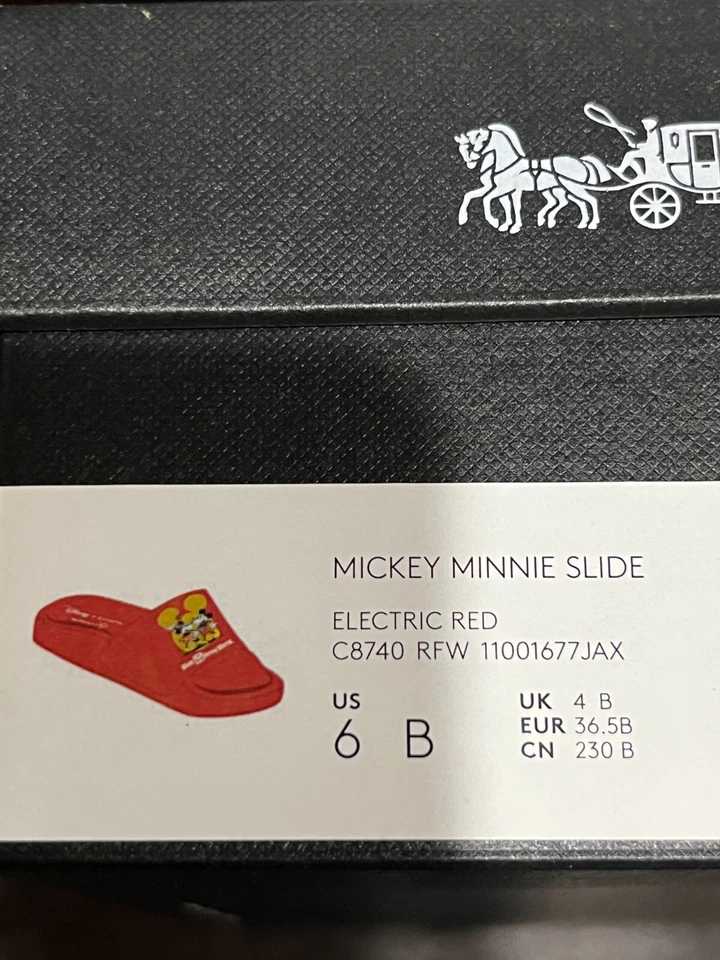 MICKEY MINNIE SLIDE
ELECTRIC RED
C8740 RFW 11001677JAX
US
6 B
UK 4 B
EUR 36.5B
CN 230 B